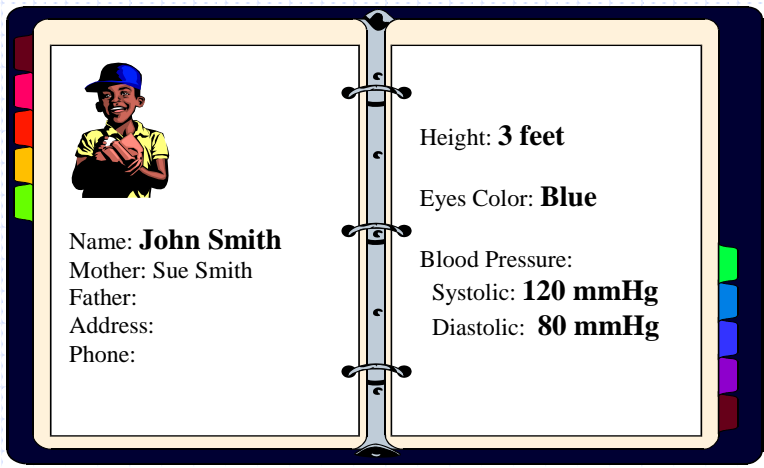 Name: John Smith
Mother: Sue Smith
Father:
Address:
Phone:
Height: 3 feet
Eyes Color: Blue
Blood Pressure:
Systolic: 120 mmHg
Diastolic: 80 mmHg